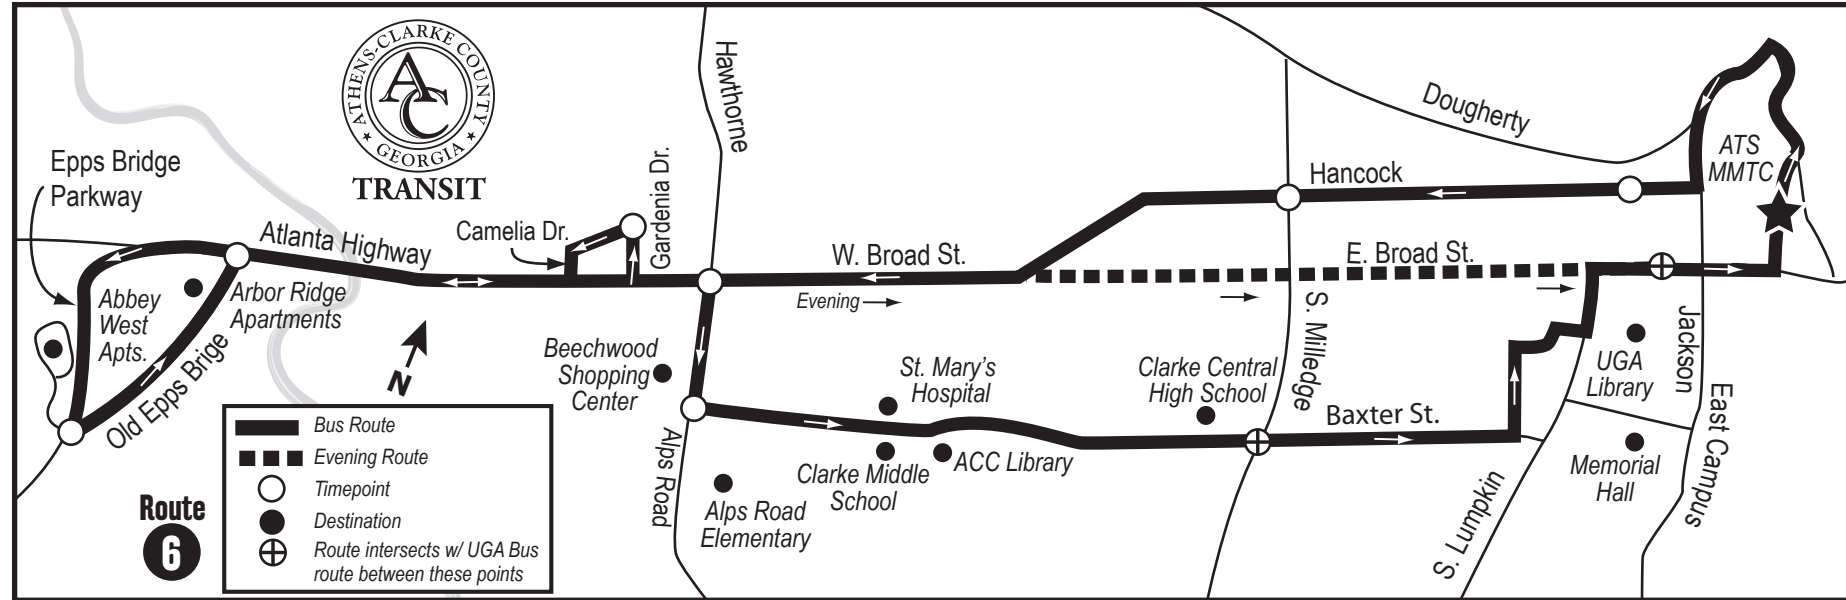 ATHENS-CLARKE COUNTY
AC
★ GEORGIA ★
TRANSIT
Epps Bridge
Parkway
Atlanta Highway
Camelia Dr.
Gardenia Dr.
Hawthorne
W. Broad St.
Evening
Hancock
Dougherty
E. Broad St.
ATS
MMTC
Abbey
West
Apts.
Arbor Ridge
Apartments
Old Epps Brige
N
Beechwood
Shopping
Center
St. Mary's
Hospital
Clarke Central
High School
S. Milledge
Baxter St.
UGA
Library
Jackson
East Campus
Memorial
Hall
S. Lumpkin
Alps Road
Alps Road
Elementary
Clarke Middle
School
ACC Library
Route
6
Bus Route
Evening Route
Timepoint
Destination
Route intersects w/ UGA Bus
route between these points